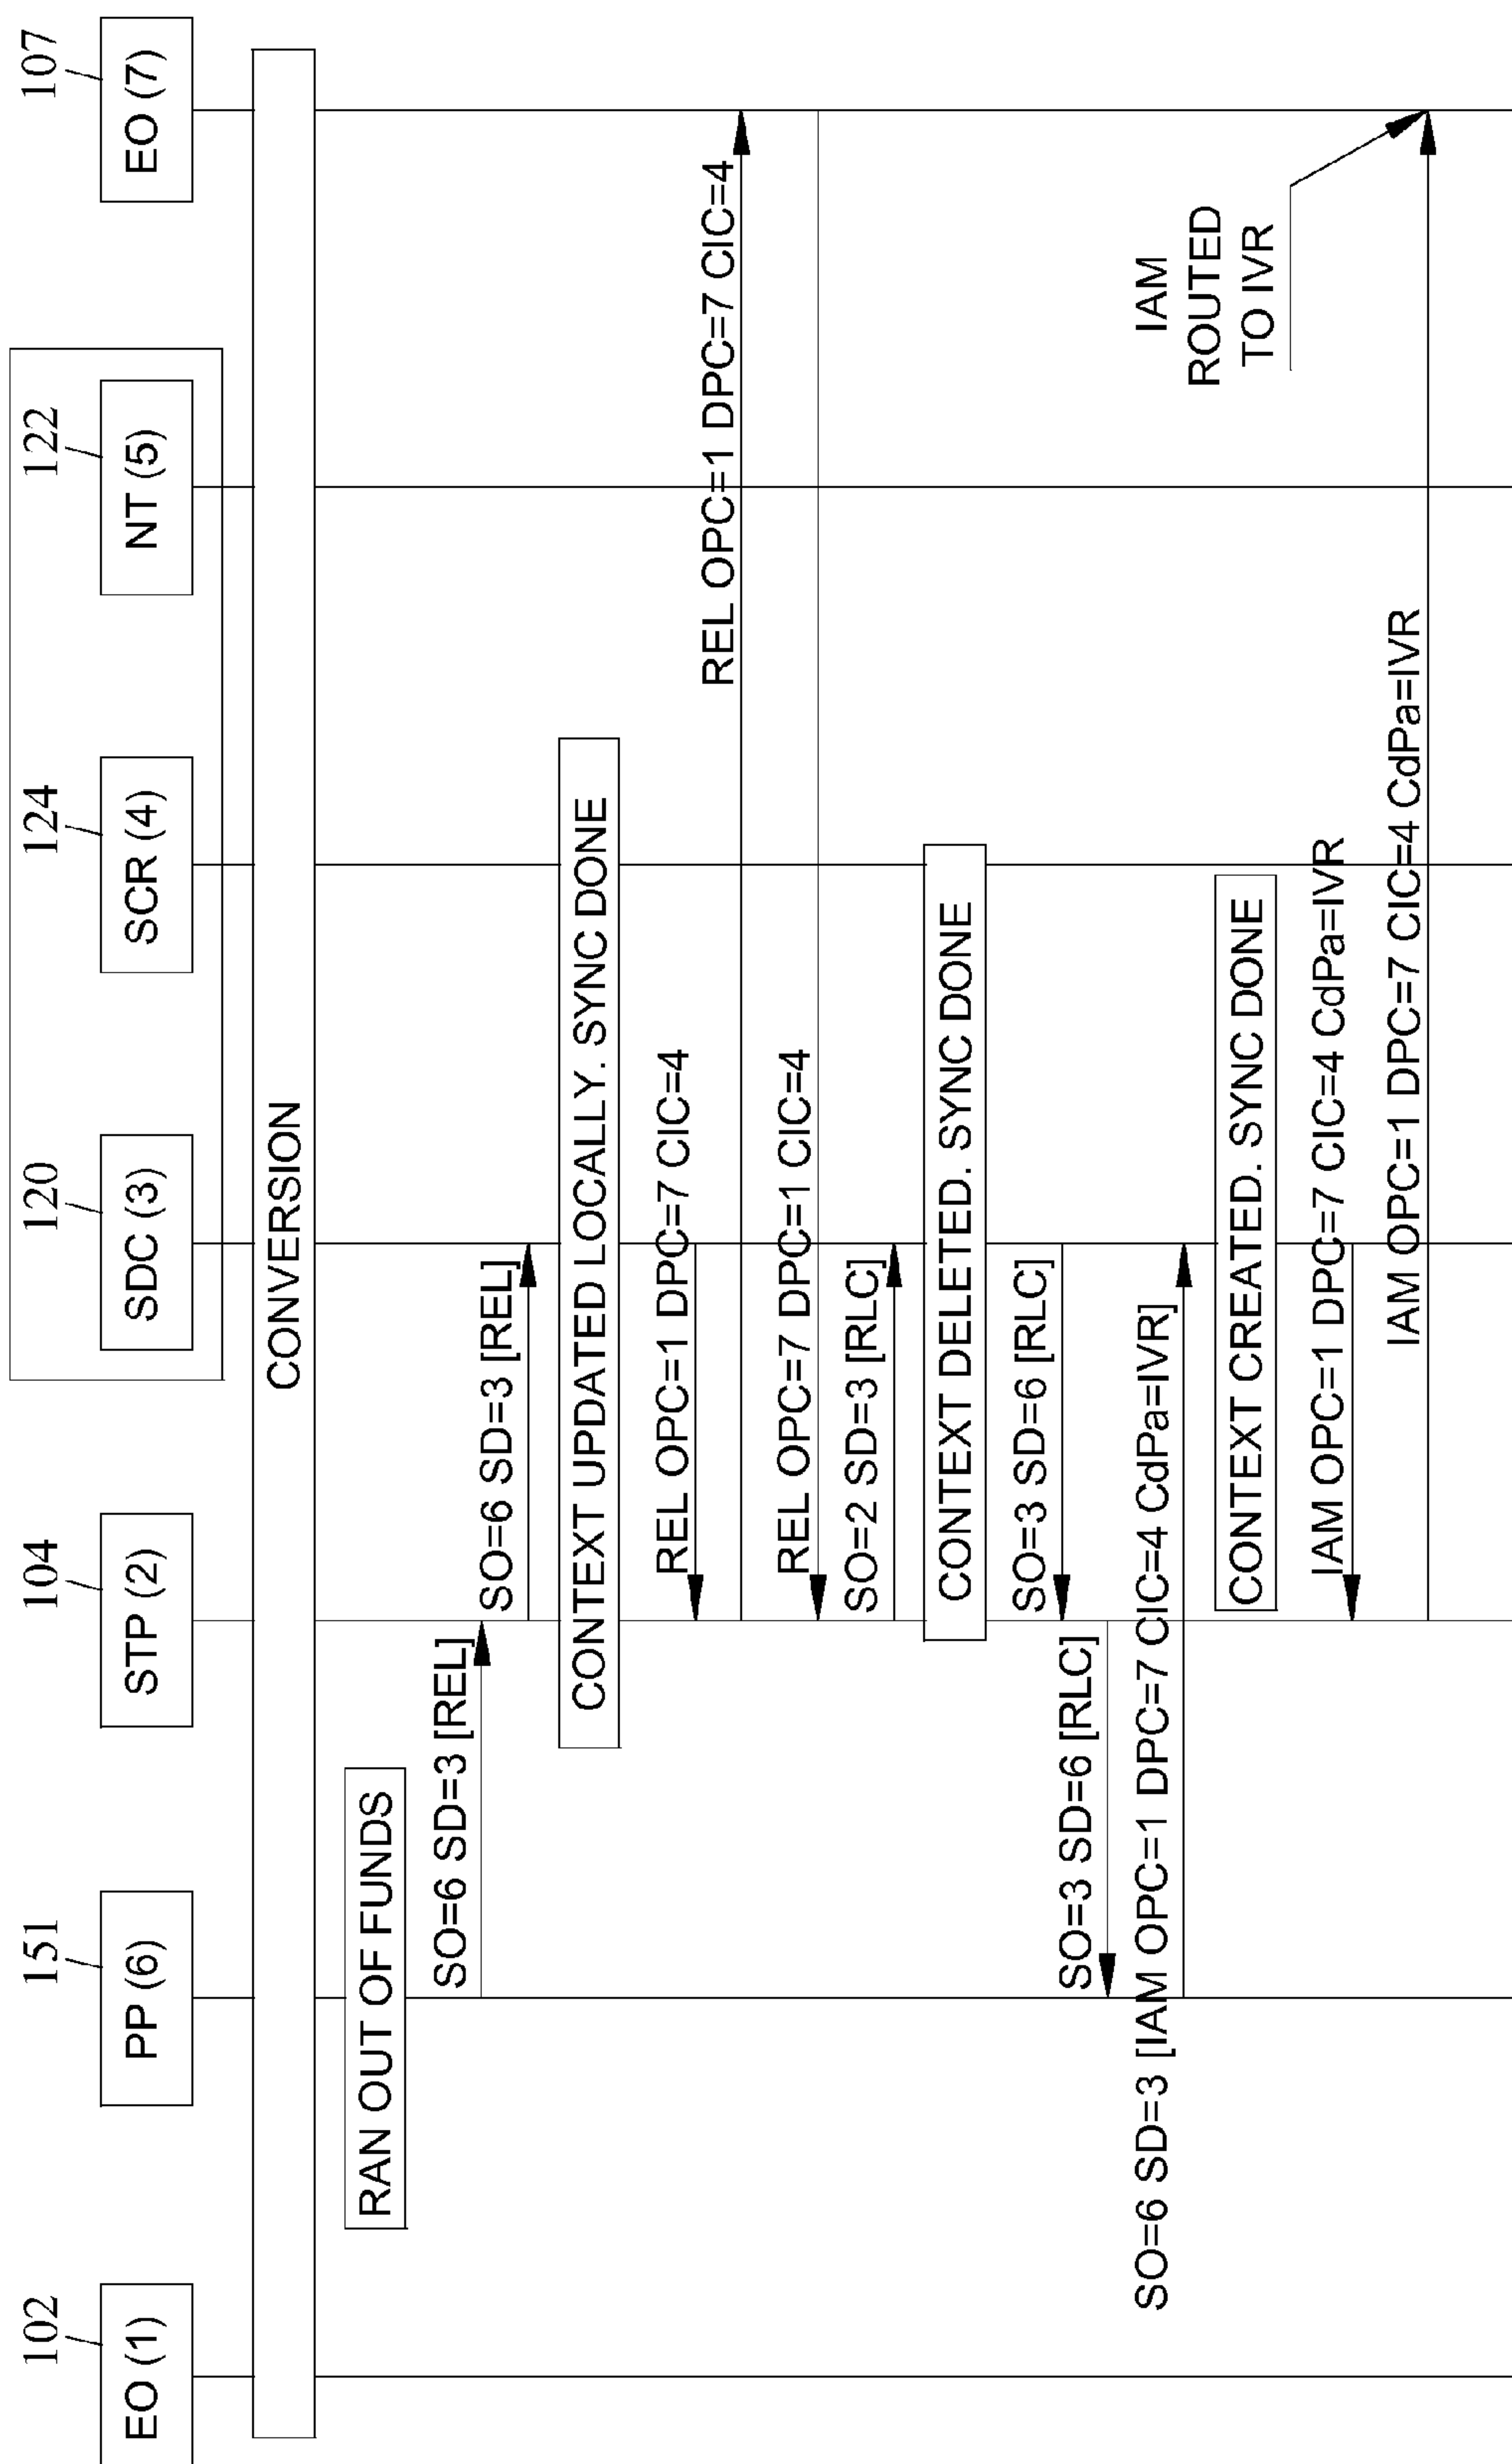 102
151
104
120
124
122
107
EO (1)
PP (6)
STP (2)
SDC (3)
SCR (4)
NT (5)
EO (7)
CONVERSION
RAN OUT OF FUNDS
SO=6 SD=3 [REL]
SO=6 SD=3 [REL]
CONTEXT UPDATED LOCALLY. SYNC DONE
REL OPC=1 DPC=7 CIC=4
REL OPC=1 DPC=7 CIC=4
REL OPC=7 DPC=1 CIC=4
SO=2 SD=3 [RLC]
CONTEXT DELETED. SYNC DONE
SO=3 SD=6 [RLC]
SO=3 SD=6 [RLC]
SO=6 SD=3 [IAM OPC=1 DPC=7 CIC=4 CdPa=IVR]
IAM
ROUTED
TO IVR
CONTEXT CREATED. SYNC DONE
IAM OPC=1 DPC=7 CIC=4 CdPa=IVR
IAM OPC=1 DPC=7 CIC=4 CdPa=IVR